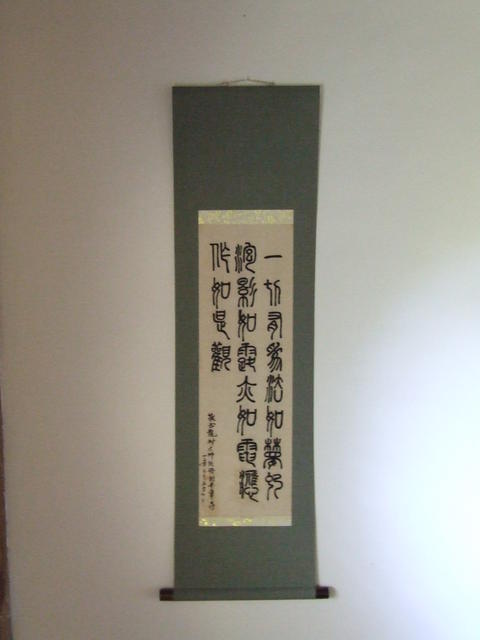 一切有為法如夢幻
泡影如露亦如電應
作如是觀